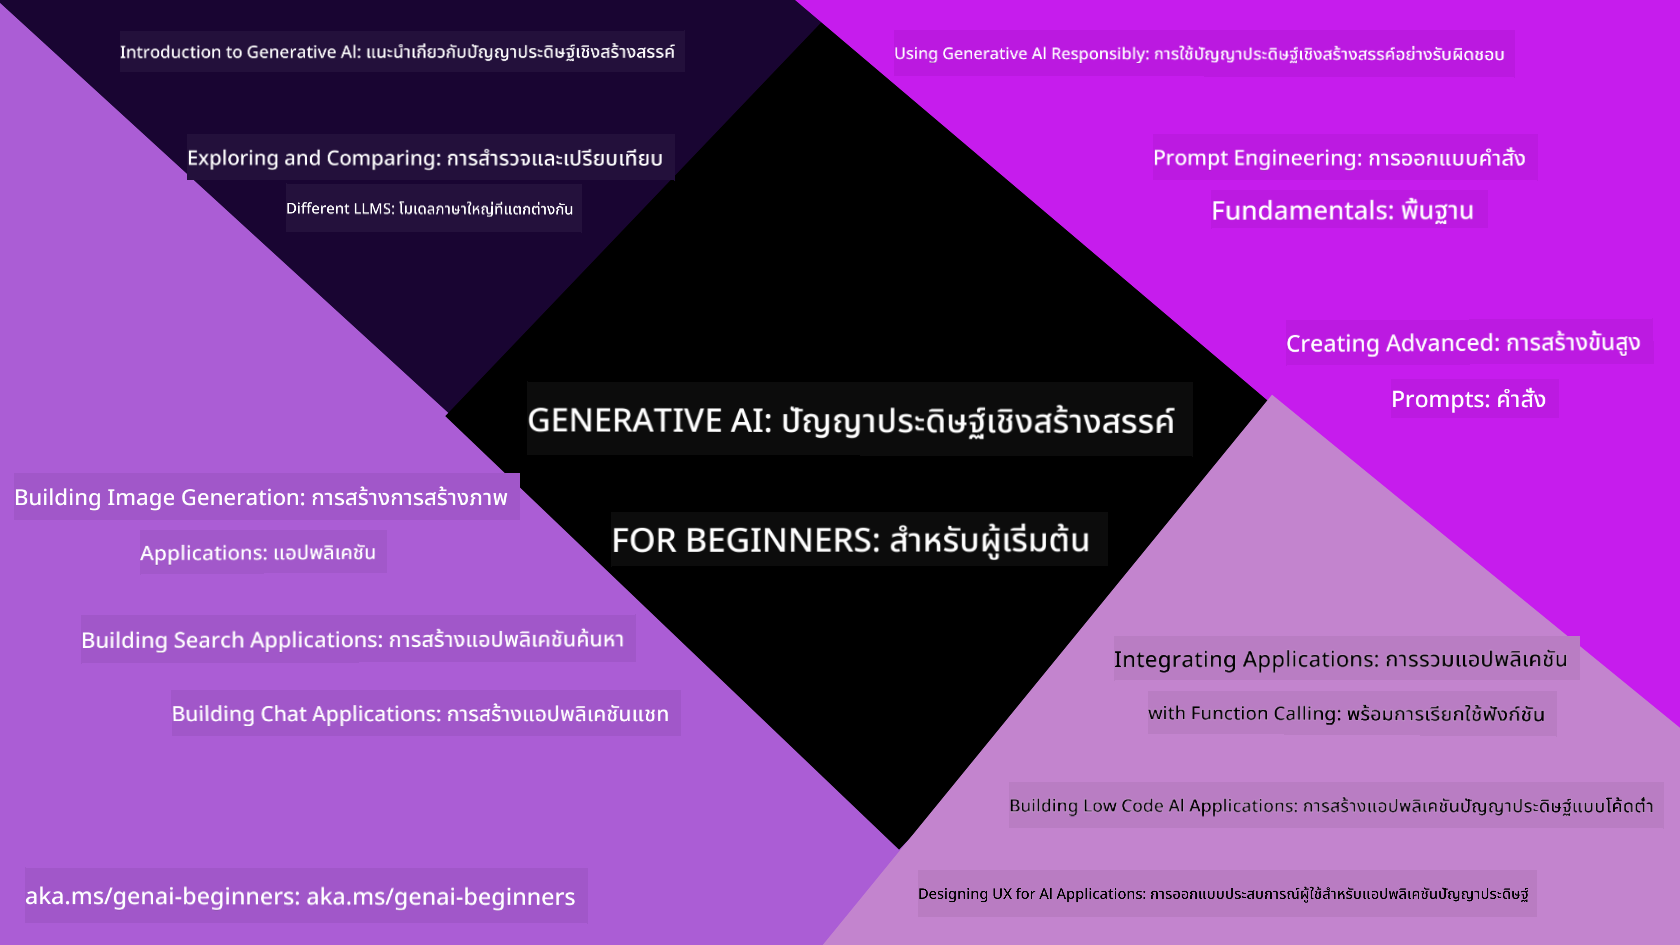 Introduction to Generative Al: แนะนำเกี่ยวกับปัญญาประดิษฐ์เชิงสร้างสรรค์
Exploring and Comparing: การสำรวจและเปรียบเทียบ
Different LLMS: โมเดลภาษาใหญ่ที่แตกต่างกัน
Using Generative Al Responsibly: การใช้ปัญญาประดิษฐ์เชิงสร้างสรรค์อย่างรับผิดชอบ
Prompt Engineering: การออกแบบคำสั่ง
Fundamentals: พื้นฐาน
Creating Advanced: การสร้างขั้นสูง
Prompts: คำสั่ง
GENERATIVE AI: ปัญญาประดิษฐ์เชิงสร้างสรรค์
FOR BEGINNERS: สำหรับผู้เริ่มต้น
Building Image Generation: การสร้างการสร้างภาพ
Applications: แอปพลิเคชัน
Building Search Applications: การสร้างแอปพลิเคชันค้นหา
Building Chat Applications: การสร้างแอปพลิเคชันแชท
aka.ms/genai-beginners: aka.ms/genai-beginners
Integrating Applications: การรวมแอปพลิเคชัน
with Function Calling: พร้อมการเรียกใช้ฟังก์ชัน
Building Low Code Al Applications: การสร้างแอปพลิเคชันปัญญาประดิษฐ์แบบโค้ดต่ำ
Designing UX for Al Applications: การออกแบบประสบการณ์ผู้ใช้สำหรับแอปพลิเคชันปัญญาประดิษฐ์